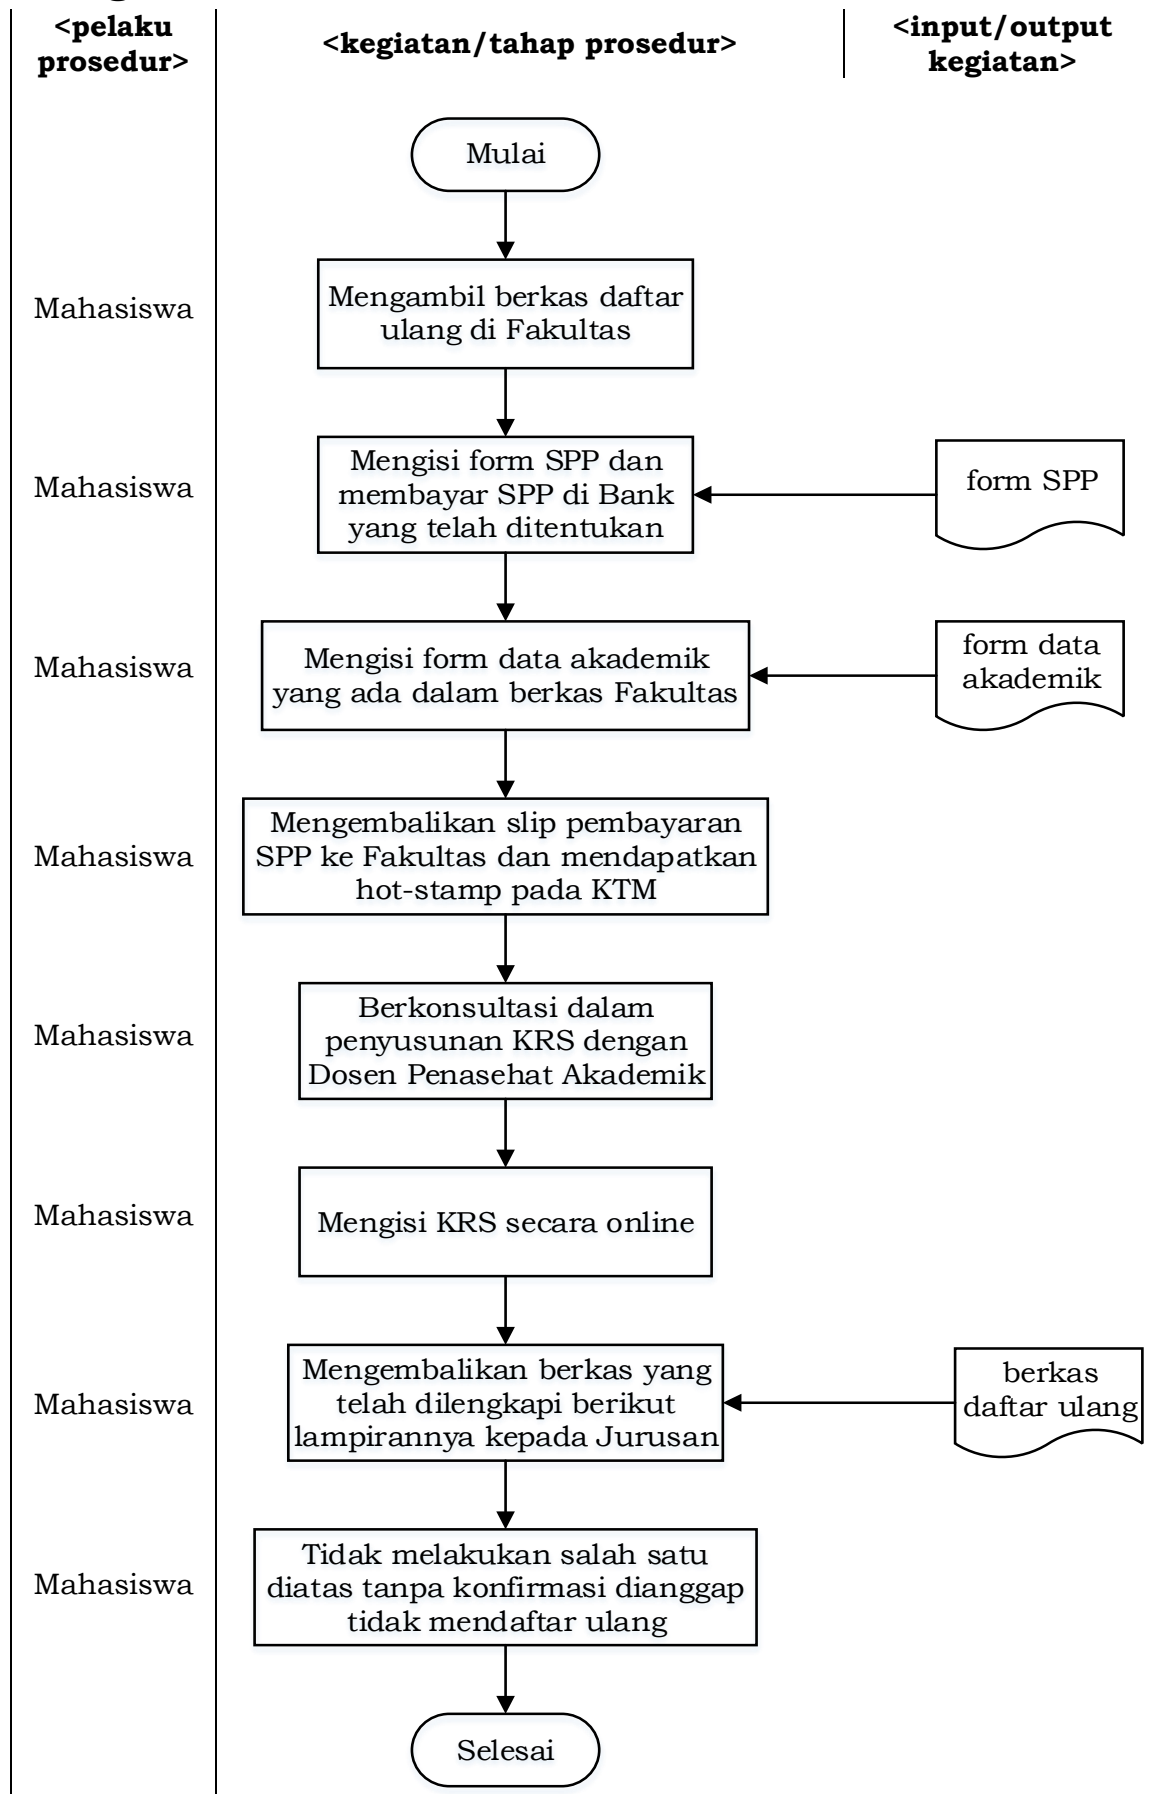 <pelaku
prosedur>
<kegiatan/tahap prosedur>
<input/output
kegiatan>
Mulai
Mahasiswa
Mengambil berkas daftar
ulang di Fakultas
Mahasiswa
Mengisi form SPP dan
membayar SPP di Bank
yang telah ditentukan
form SPP
Mahasiswa
Mengisi form data akademik
yang ada dalam berkas Fakultas
form data
akademik
Mahasiswa
Mengembalikan slip pembayaran
SPP ke Fakultas dan mendapatkan
hot-stamp pada KTM
Mahasiswa
Berkonsultasi dalam
penyusunan KRS dengan
Dosen Penasehat Akademik
Mahasiswa
Mengisi KRS secara online
Mahasiswa
Mengembalikan berkas yang
telah dilengkapi berikut
lampirannya kepada Jurusan
berkas
daftar ulang
Mahasiswa
Tidak melakukan salah satu
diatas tanpa konfirmasi dianggap
tidak mendaftar ulang
Selesai